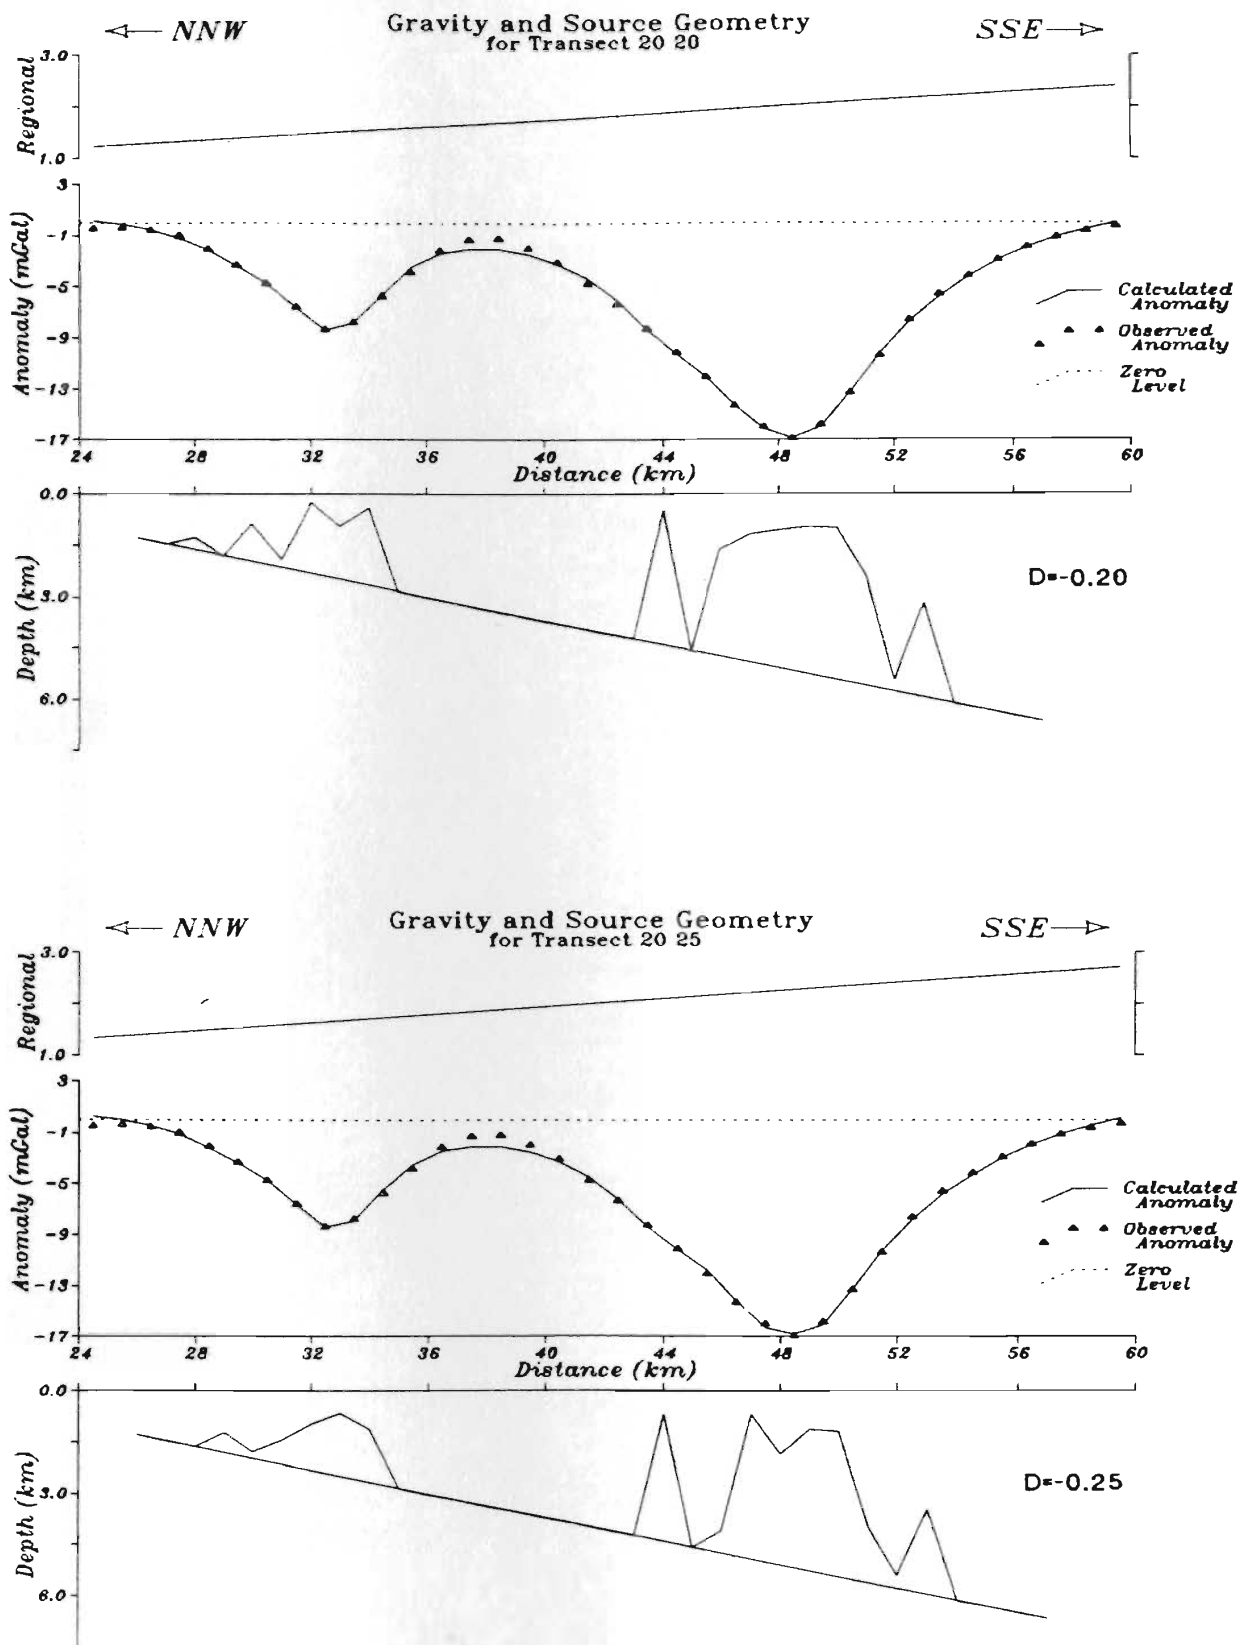 NNW Gravity and Source Geometry SSE
for Transect 20 20
3.0
Regional
1.0
60
3
-1
-5
-9
-13
-17
Anomaly (mGal)
Calculated
Anomaly
Observed
Anomaly
Zero
Level
24 28 32 36 40 44 48 52 56 60
Distance (km)
0.0
3.0
6.0
Depth (km)
D=-0.20
NNW Gravity and Source Geometry SSE
for Transect 20 25
3.0
Regional
1.0
3
-1
-5
-9
-13
-17
Anomaly (mGal)
Calculated
Anomaly
Observed
Anomaly
Zero
Level
24 28 32 36 40 44 48 52 56 60
Distance (km)
0.0
3.0
6.0
Depth (km)
D=-0.25